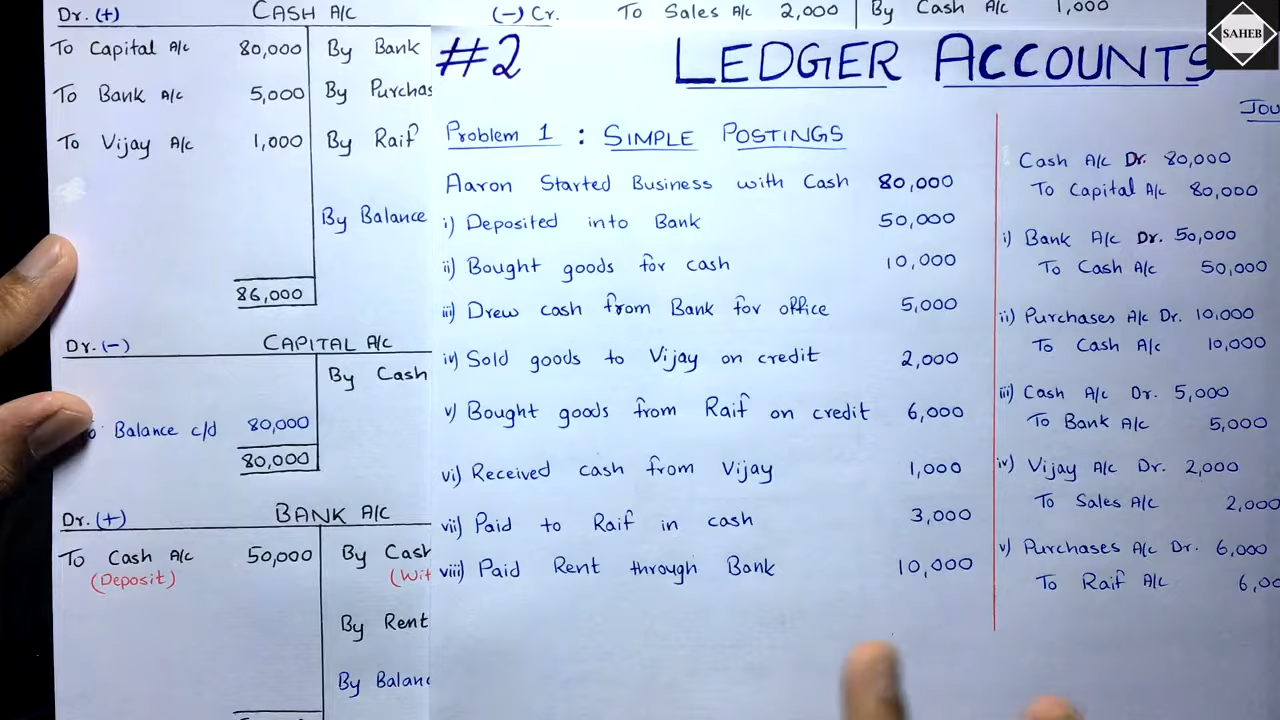 Dr. (+) CASH A/C (-) Cr.
To Sales A/c 2,000 By Cash A/c 1,000
SAHEB
To Capital A/c 80,000 By Bank
To Bank A/c 5,000 By Purchas
To Vijay A/c 1,000 By Raif
By Balance
86,000
Dr. (-) CAPITAL A/C
By Cash
Balance c/d 80,000
80,000
Dr. (+) BANK A/C
To Cash A/c 50,000 By Cash
(Deposit) (Wit
By Rent
By Balanc
#2 LEDGER ACCOUNTS
Problem 1 : SIMPLE POSTINGS
Aaron Started Business with Cash 80,000
i) Deposited into Bank 50,000
ii) Bought goods for cash 10,000
iii) Drew cash from Bank for office 5,000
iv) Sold goods to Vijay on credit 2,000
v) Bought goods from Raif on credit 6,000
vi) Received cash from Vijay 1,000
vii) Paid to Raif in cash 3,000
viii) Paid Rent through Bank 10,000
Jou
Cash A/c Dr. 80,000
To Capital A/c 80,000
i) Bank A/c Dr. 50,000
To Cash A/c 50,000
ii) Purchases A/c Dr. 10,000
To Cash A/c 10,000
iii) Cash A/c Dr. 5,000
To Bank A/c 5,000
iv) Vijay A/c Dr. 2,000
To Sales A/c 2,000
v) Purchases A/c Dr. 6,000
To Raif A/c 6,00